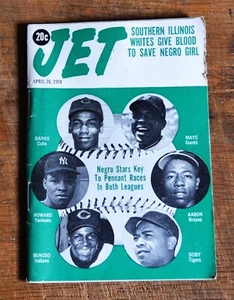 20c
JET
SOUTHERN ILLINOIS
WHITES GIVE BLOOD
TO SAVE NEGRO GIRL
BANKS
Cubs
MAYS
Giants
Negro Stars Key
To Pennant Races
In Both Leagues
HOWARD
Yankees
AARON
Braves
MINOSO
Indians
DOBY
Tigers